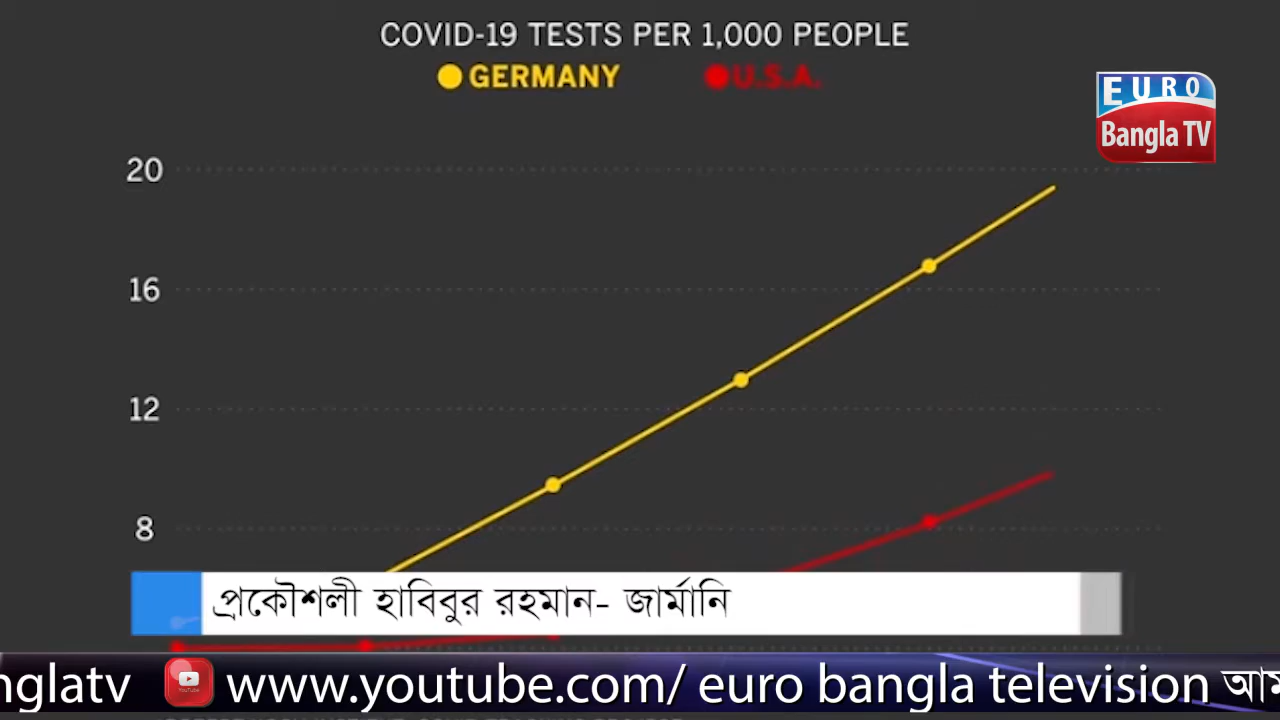 COVID-19 TESTS PER 1,000 PEOPLE
GERMANY U.S.A.
EURO
Bangla TV
20
16
12
8
প্রকৌশলী হাবিবুর রহমান- জার্মানি
nglatv www.youtube.com/ euro bangla television আম